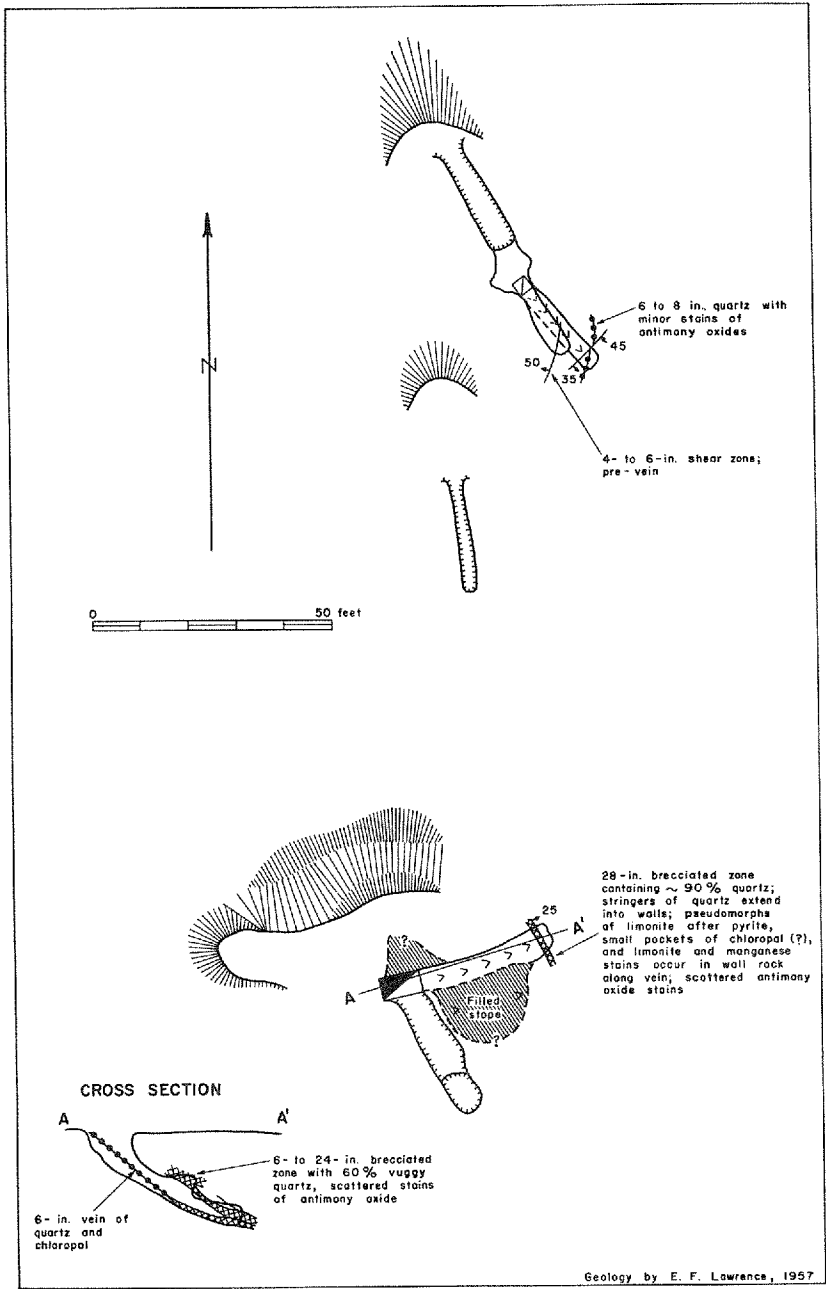 6 to 8 in., quartz with
minor stains of
antimony oxides
45
50
35?
N
4- to 6-in. shear zone;
pre-vein
0 50 feet
28-in. brecciated zone
containing ~ 90 % quartz;
stringers of quartz extend
into walls; pseudomorphs
of limonite after pyrite,
small pockets of chloropal (?),
and limonite and manganese
stains occur in wall rock
along vein; scattered antimony
oxide stains
25
A'
?
A
Filled
stope
?
CROSS SECTION
A A'
6- to 24-in. brecciated
zone with 60% vuggy
quartz, scattered stains
of antimony oxide
6- in. vein of
quartz and
chloropal
Geology by E. F. Lawrence, 1957